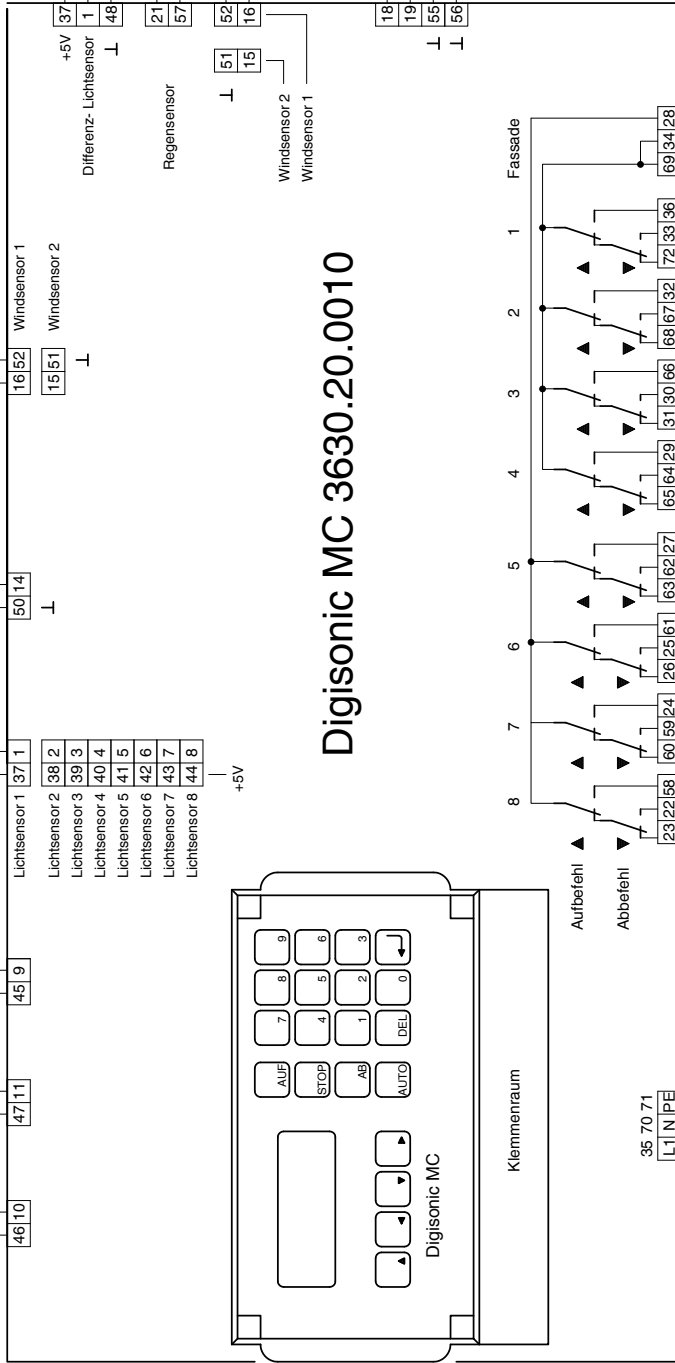 46 10
47 11
45 9
Lichtsensor 1 37 1
Lichtsensor 2 38 2
Lichtsensor 3 39 3
Lichtsensor 4 40 4
Lichtsensor 5 41 5
Lichtsensor 6 42 6
Lichtsensor 7 43 7
Lichtsensor 8 44 8
+5V
50 14
16 52 Windsensor 1
15 51 Windsensor 2
+5V
Differenz- Lichtsensor
37
1
48
Regensensor
21
57
52
16
51
15
Windsensor 2
Windsensor 1
18
19
55
56
Digisonic MC 3630.20.0010
AUF 7 8 9
STOP 4 5 6
AB 1 2 3
AUTO DEL 0
Digisonic MC
Klemmenraum
35 70 71
L1 N PE
8 7 6 5 4 3 2 1 Fassade
Aufbefehl
Abbefehl
23 22 58
60 59 24
26 25 61
63 62 27
65 64 29
31 30 66
68 67 32
72 33 36
69 34 28